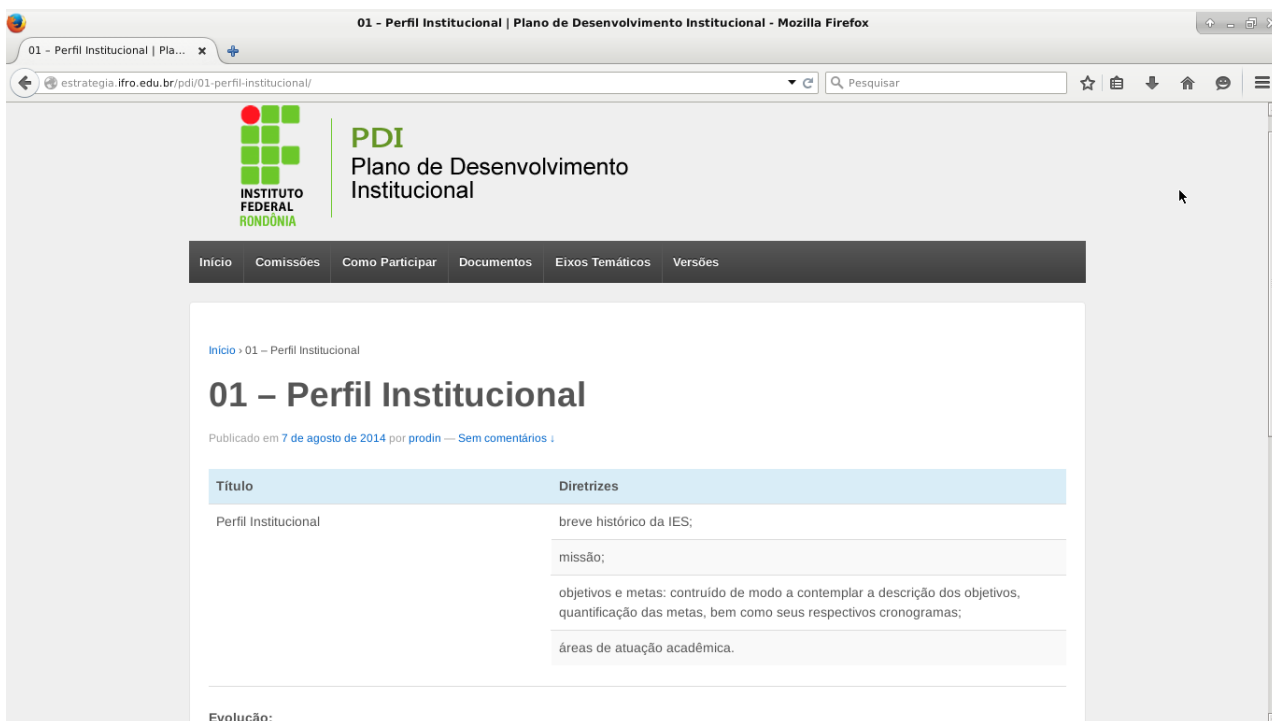 01 – Perfil Institucional | Plano de Desenvolvimento Institucional - Mozilla Firefox
01 – Perfil Institucional | Pla...
estrategia.ifro.edu.br/pdi/01-perfil-institucional/
Pesquisar
INSTITUTO
FEDERAL
RONDÔNIA
PDI
Plano de Desenvolvimento
Institucional
Início Comissões Como Participar Documentos Eixos Temáticos Versões
Início › 01 – Perfil Institucional
01 – Perfil Institucional
Publicado em 7 de agosto de 2014 por prodin — Sem comentários ↓
Título Diretrizes
Perfil Institucional breve histórico da IES;
missão;
objetivos e metas: contruído de modo a contemplar a descrição dos objetivos,
quantificação das metas, bem como seus respectivos cronogramas;
áreas de atuação acadêmica.
Evolução: